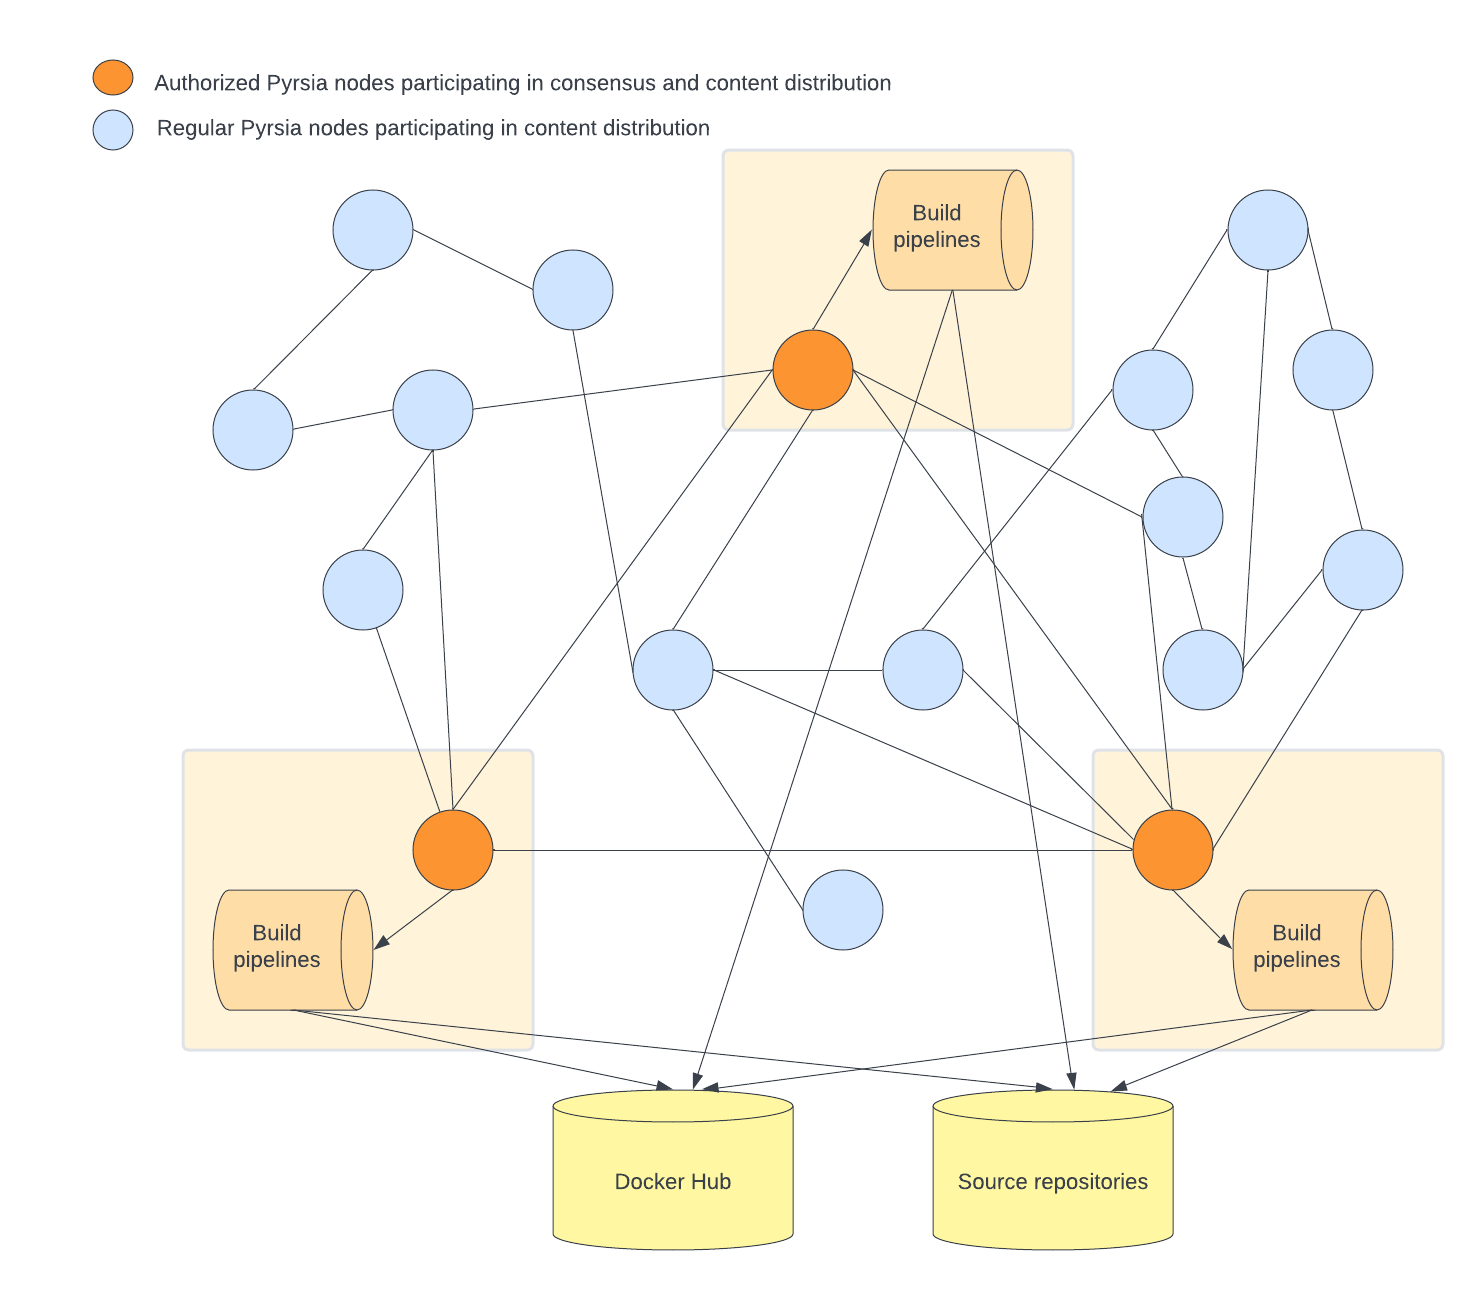 Authorized Pyrsia nodes participating in consensus and content distribution
Regular Pyrsia nodes participating in content distribution
Build
pipelines
Build
pipelines
Build
pipelines
Docker Hub
Source repositories